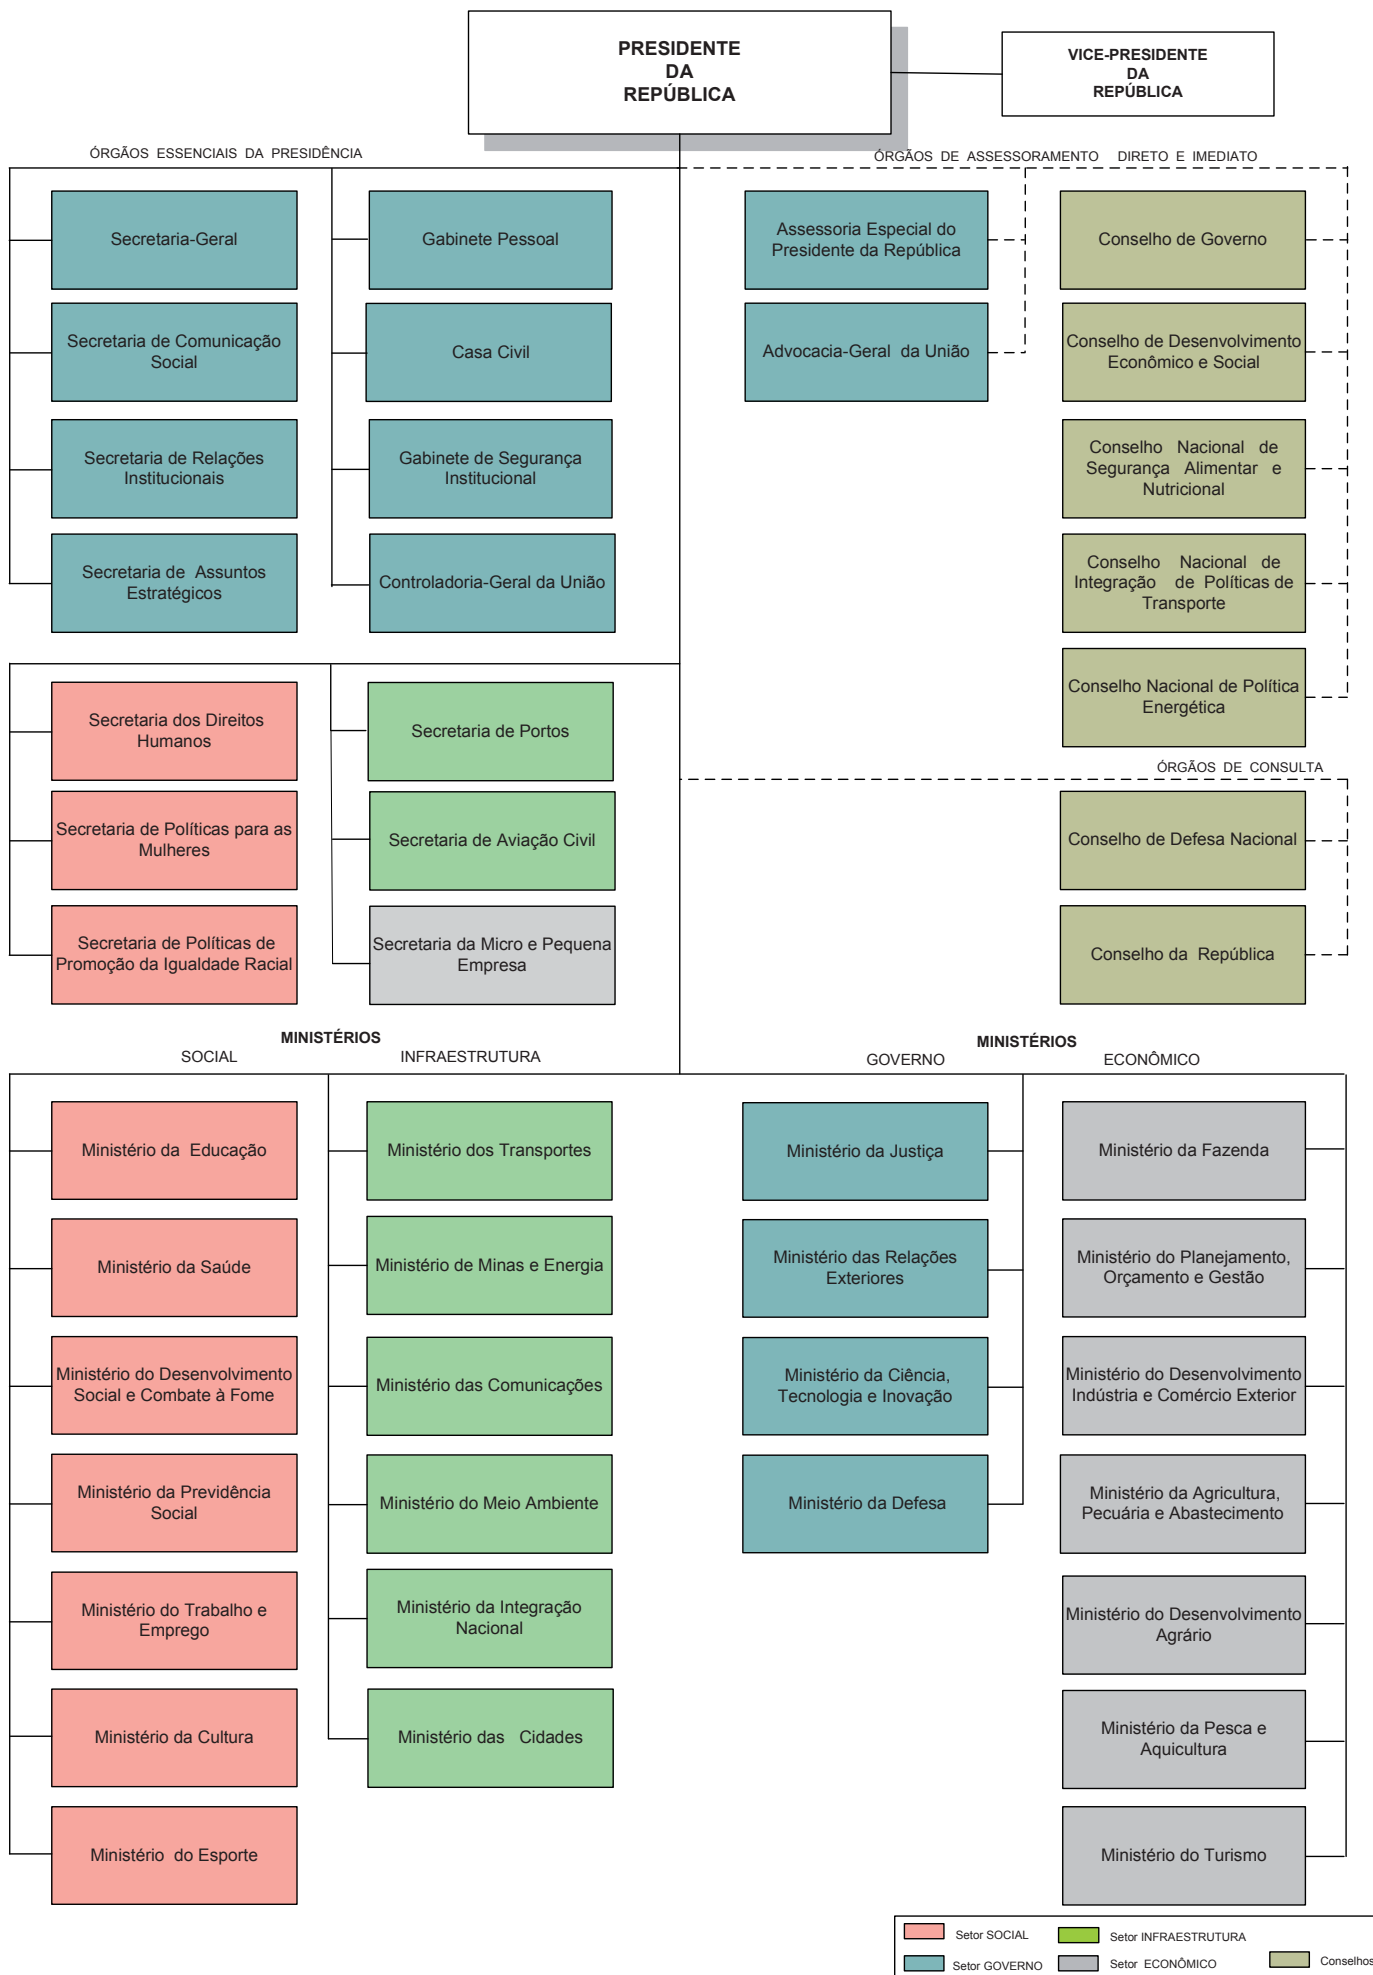 PRESIDENTE
DA
REPÚBLICA
VICE-PRESIDENTE
DA
REPÚBLICA
ÓRGÃOS ESSENCIAIS DA PRESIDÊNCIA
ÓRGÃOS DE ASSESSORAMENTO DIRETO E IMEDIATO
Secretaria-Geral
Gabinete Pessoal
Assessoria Especial do
Presidente da República
Conselho de Governo
Secretaria de Comunicação
Social
Casa Civil
Advocacia-Geral da União
Conselho de Desenvolvimento
Econômico e Social
Secretaria de Relações
Institucionais
Gabinete de Segurança
Institucional
Conselho Nacional de
Segurança Alimentar e
Nutricional
Secretaria de Assuntos
Estratégicos
Controladoria-Geral da União
Conselho Nacional de
Integração de Políticas de
Transporte
Secretaria dos Direitos
Humanos
Secretaria de Portos
Conselho Nacional de Política
Energética
ÓRGÃOS DE CONSULTA
Secretaria de Políticas para as
Mulheres
Secretaria de Aviação Civil
Conselho de Defesa Nacional
Secretaria de Políticas de
Promoção da Igualdade Racial
Secretaria da Micro e Pequena
Empresa
Conselho da República
MINISTÉRIOS
SOCIAL
INFRAESTRUTURA
MINISTÉRIOS
GOVERNO
ECONÔMICO
Ministério da Educação
Ministério dos Transportes
Ministério da Justiça
Ministério da Fazenda
Ministério da Saúde
Ministério de Minas e Energia
Ministério das Relações
Exteriores
Ministério do Planejamento,
Orçamento e Gestão
Ministério do Desenvolvimento
Social e Combate à Fome
Ministério das Comunicações
Ministério da Ciência,
Tecnologia e Inovação
Ministério do Desenvolvimento
Indústria e Comércio Exterior
Ministério da Previdência
Social
Ministério do Meio Ambiente
Ministério da Defesa
Ministério da Agricultura,
Pecuária e Abastecimento
Ministério do Trabalho e
Emprego
Ministério da Integração
Nacional
Ministério do Desenvolvimento
Agrário
Ministério da Cultura
Ministério das Cidades
Ministério da Pesca e
Aquicultura
Ministério do Esporte
Ministério do Turismo
Setor SOCIAL
Setor INFRAESTRUTURA
Setor GOVERNO
Setor ECONÔMICO
Conselhos